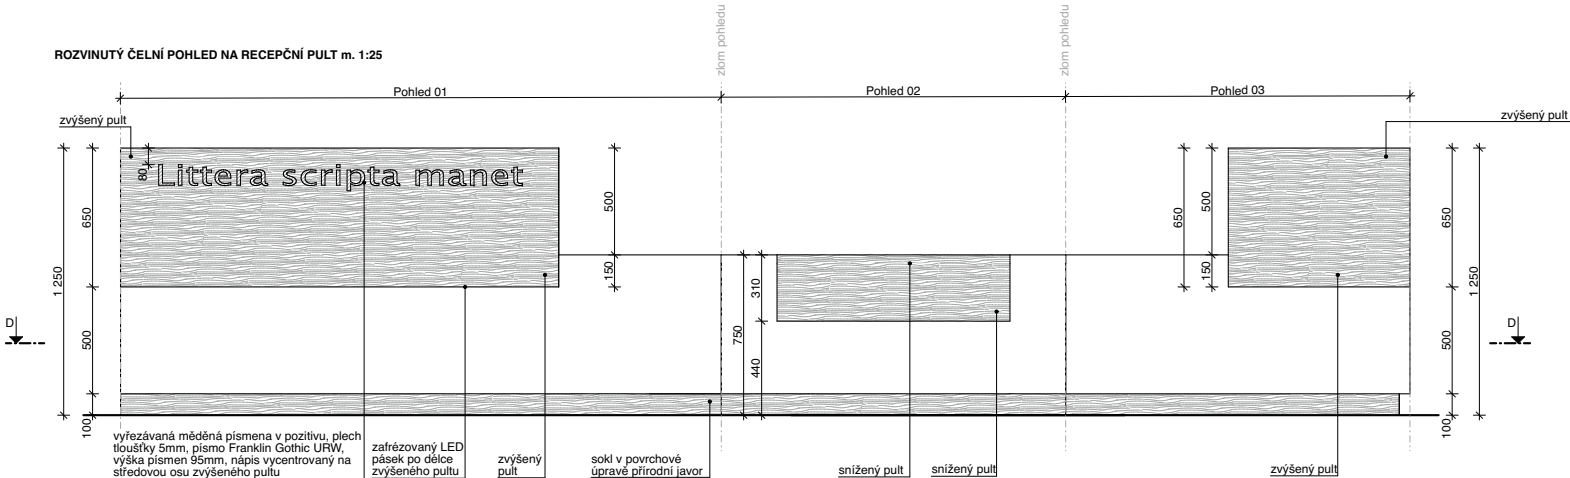 zlom pohledu
zlom pohledu
ROZVINUTÝ ČELNÍ POHLED NA RECEPČNÍ PULT m. 1:25
Pohled 01
Pohled 02
Pohled 03
zvýšený pult
zvýšený pult
80
Littera scripta manet
650
500
650
500
650
1 250
150
310
150
1 250
D
500
750
440
500
D
100
100
vyřezávaná měděná písmena v pozitivu, plech
tloušťky 5mm, písmo Franklin Gothic URW,
výška písmen 95mm, nápis vycentrovaný na
středovou osu zvýšeného pultu
zafrézovaný LED
pásek po délce
zvýšeného pultu
zvýšený
pult
sokl v povrchové
úpravě přírodní javor
snížený pult
snížený pult
zvýšený pult